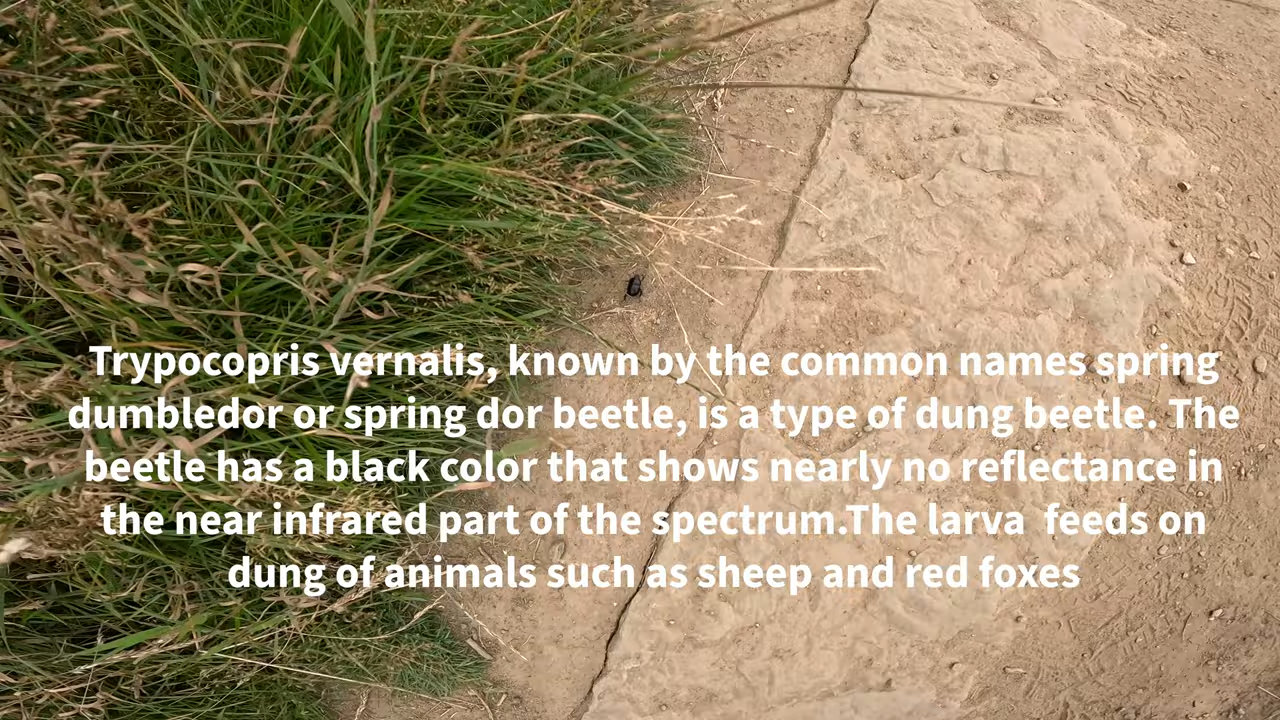 Trypocopris vernalis, known by the common names spring
dumbledor or spring dor beetle, is a type of dung beetle. The
beetle has a black color that shows nearly no reflectance in
the near infrared part of the spectrum.The larva  feeds on
dung of animals such as sheep and red foxes